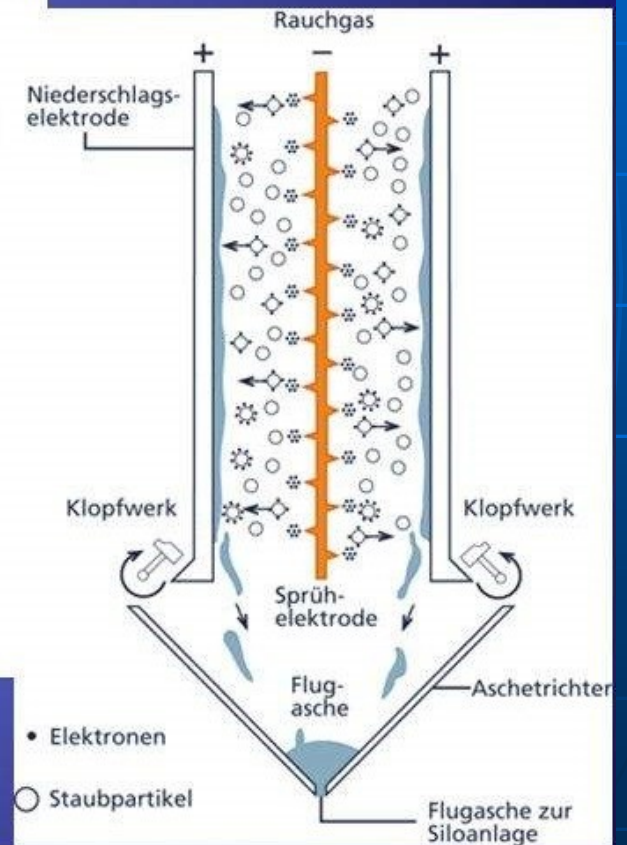 Rauchgas
+ − +
Niederschlags-
elektrode
Klopfwerk
Klopfwerk
Sprüh-
elektrode
Flug-
asche
Aschetrichter
• Elektronen
Staubpartikel
Flugasche zur
Siloanlage